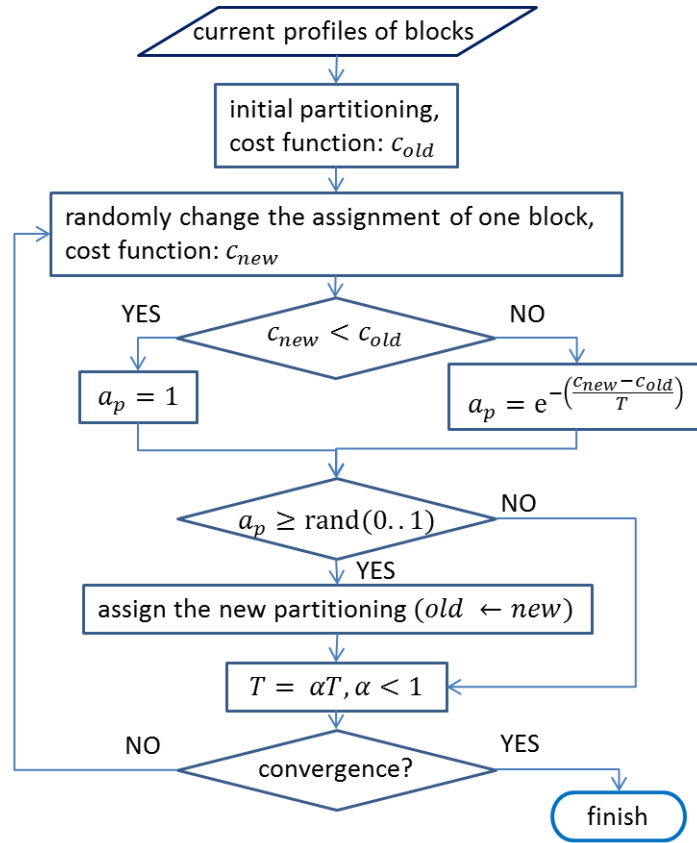 current profiles of blocks
initial partitioning,
cost function: c_old
randomly change the assignment of one block,
cost function: c_new
YES
NO
c_new < c_old
a_p = 1
a_p = e^−((c_new−c_old)/T)
a_p ≥ rand(0..1)
NO
YES
assign the new partitioning (old ← new)
T = αT, α < 1
NO
YES
convergence?
finish